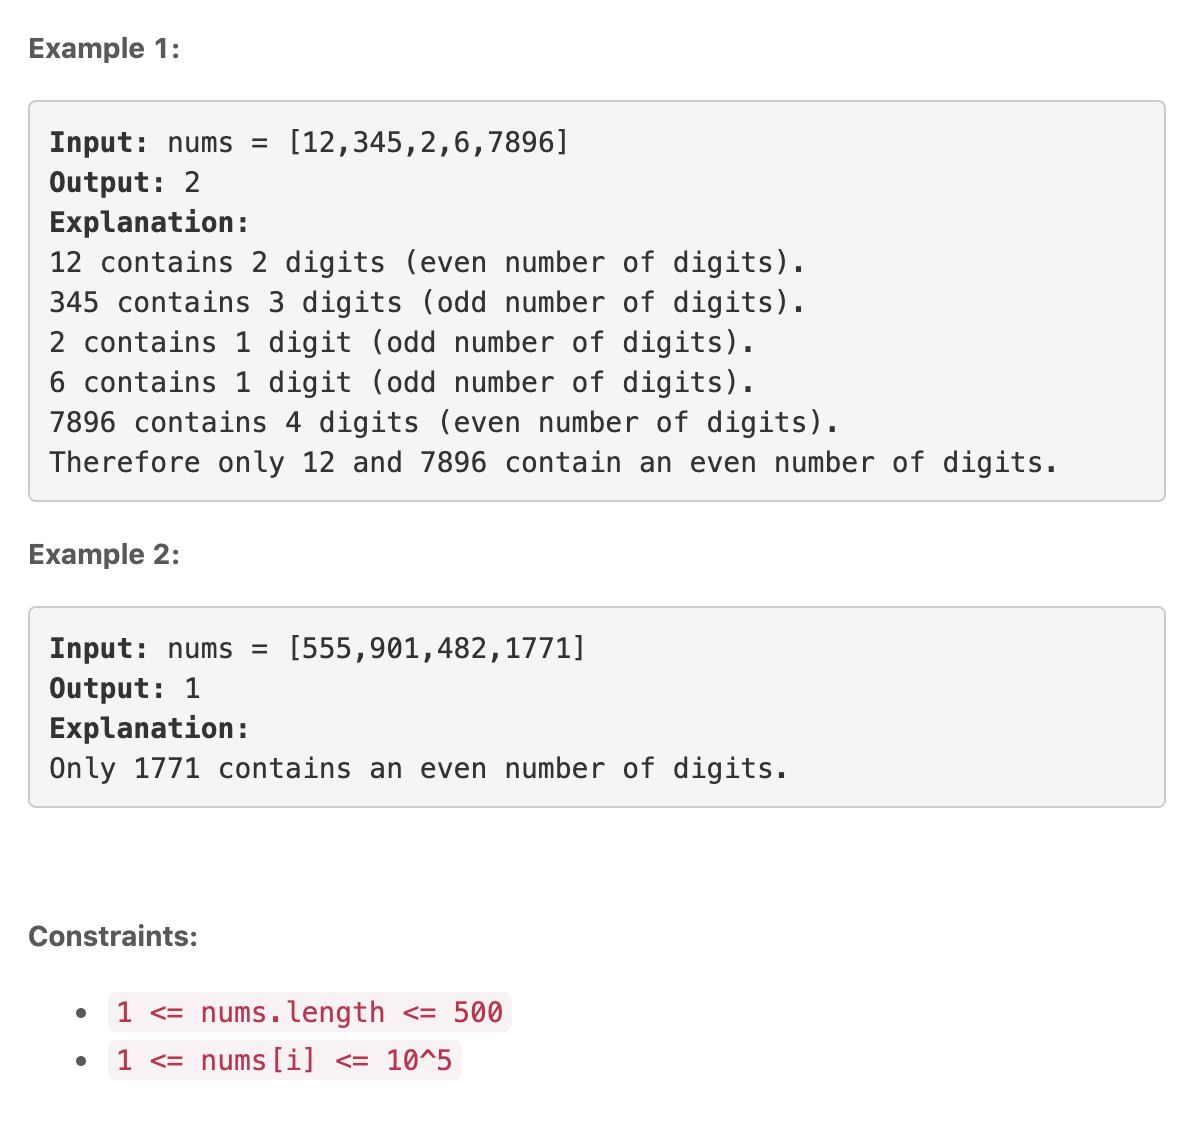 Example 1:
Input: nums = [12,345,2,6,7896]
Output: 2
Explanation:
12 contains 2 digits (even number of digits).
345 contains 3 digits (odd number of digits).
2 contains 1 digit (odd number of digits).
6 contains 1 digit (odd number of digits).
7896 contains 4 digits (even number of digits).
Therefore only 12 and 7896 contain an even number of digits.
Example 2:
Input: nums = [555,901,482,1771]
Output: 1
Explanation:
Only 1771 contains an even number of digits.
Constraints:
• 1 <= nums.length <= 500
• 1 <= nums[i] <= 10^5